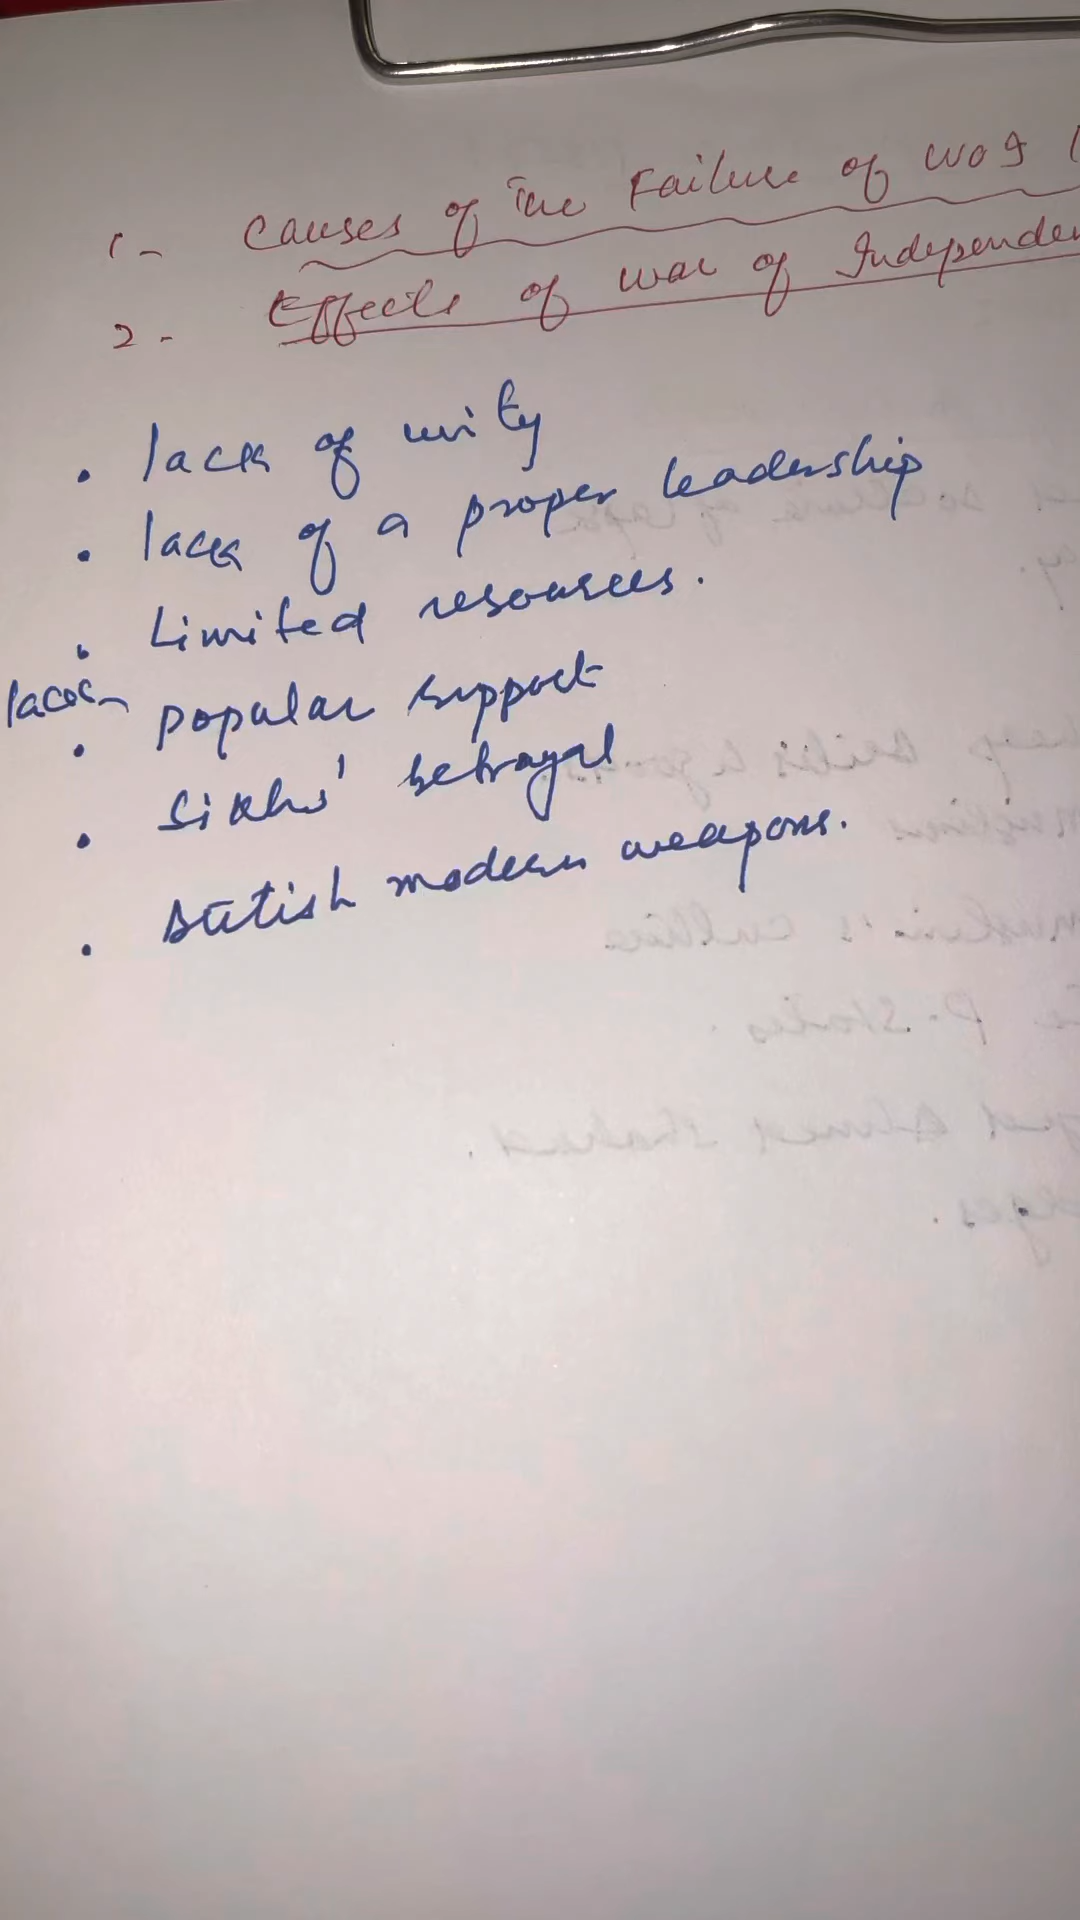 1- Causes of The Failure of WOI (
2- Effects of War of Independen
• lack of unity
• lack of a proper leadership
• Limited resources.
lack
• popular support
• Sikhs' betrayal
• British modern weapons.